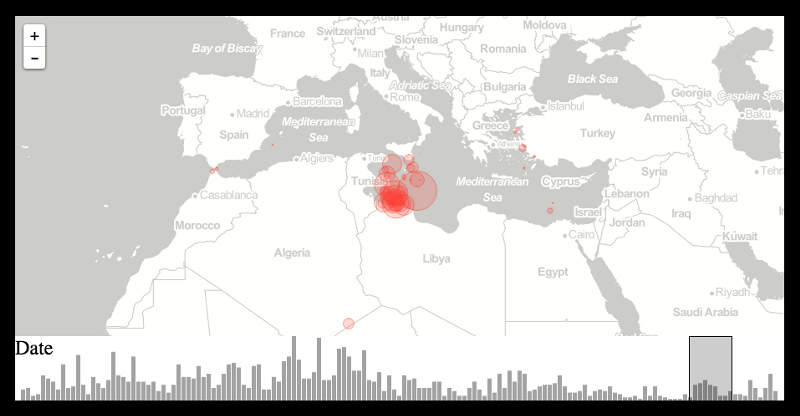 +
-
Austria
Moldova
Hungary
France
Switzerland
Slovenia
Bay of Biscay
Romania
Milan
Italy
Black Sea
Adriatic Sea
Bulgaria
Georgia
Caspian Sea
Barcelona
Rome
Istanbul
Portugal
Madrid
Armenia
Baku
Mediterranean
Sea
Spain
Greece
Turkey
Athens
Algiers
Tunis
Syria
Tunisia
Mediterranean
Sea
Cyprus
Lebanon
Casablanca
Baghdad
Israel
Iraq
Morocco
Jordan
Cairo
Kuwait
Algeria
Libya
Egypt
Riyadh
Saudi Arabia
Date